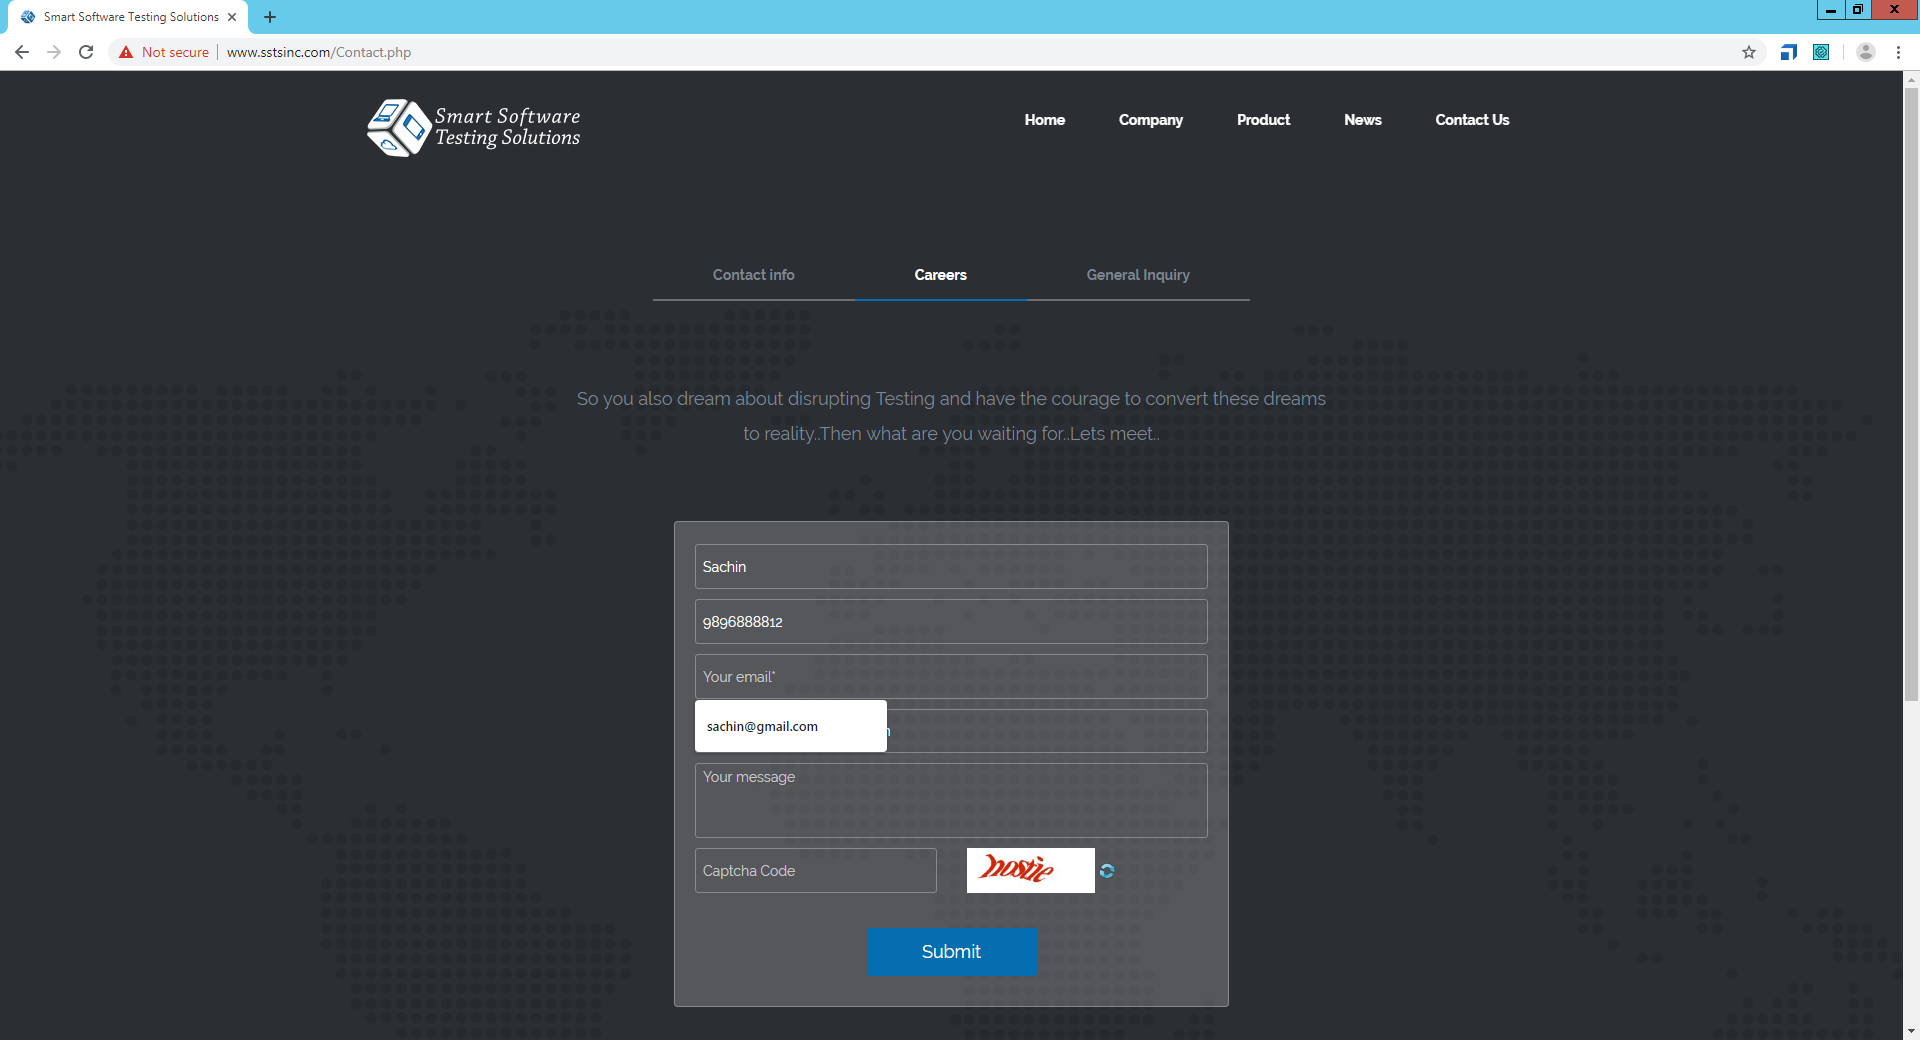 Smart Software Testing Solutions
Not secure
www.sstsinc.com/Contact.php
Smart Software
Testing Solutions
Home Company Product News Contact Us
Contact info Careers General Inquiry
So you also dream about disrupting Testing and have the courage to convert these dreams
to reality..Then what are you waiting for..Lets meet..
Sachin
9896888812
Your email*
sachin@gmail.com
Your message
Captcha Code
Submit